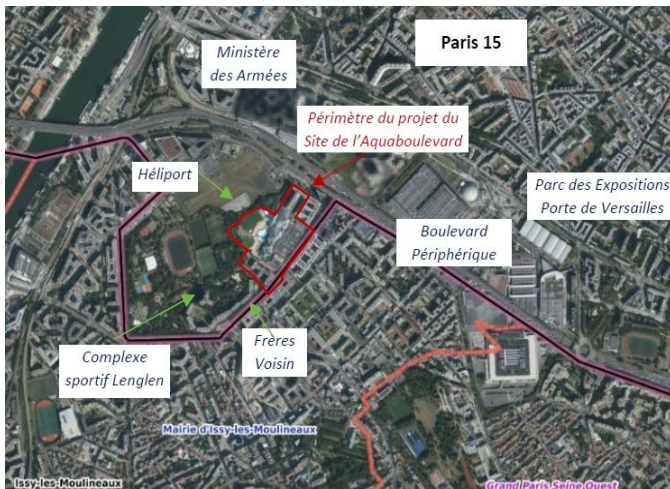 Ministère
des Armées
Paris 15
Périmètre du projet du
Site de l'Aquaboulevard
Héliport
Parc des Expositions
Porte de Versailles
Boulevard
Périphérique
Frères
Voisin
Complexe
sportif Lenglen
Mairie d'Issy-les-Moulineaux
Issy-les-Moulineaux
Grand Paris Seine Ouest